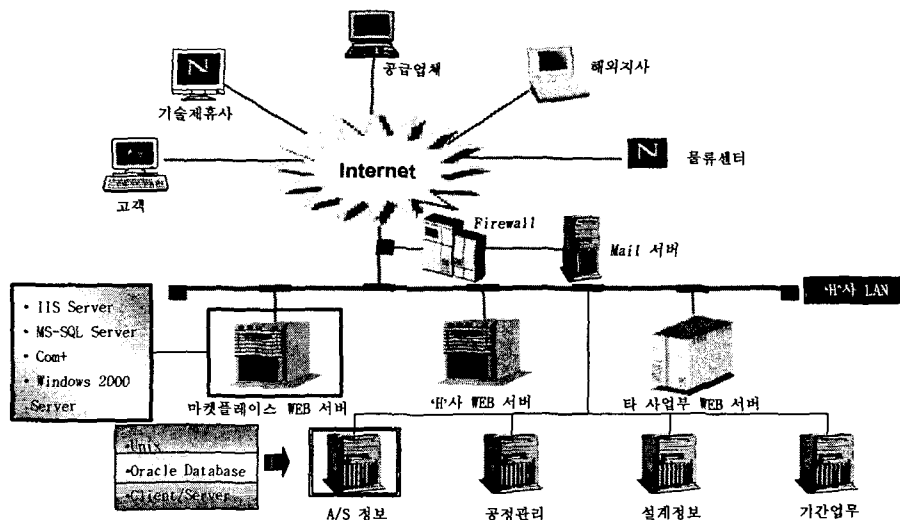 공급업체
해외지사
기술제휴사
Internet
물류센터
고객
Firewall
Mail 서버
'H'사 LAN
• IIS Server
• MS-SQL Server
• Com+
• Windows 2000
Server
마켓플레이스 WEB 서버
'H'사 WEB 서버
타 사업부 WEB 서버
•Unix
•Oracle Database
•Client/Server
A/S 정보
공정관리
설계정보
기간업무